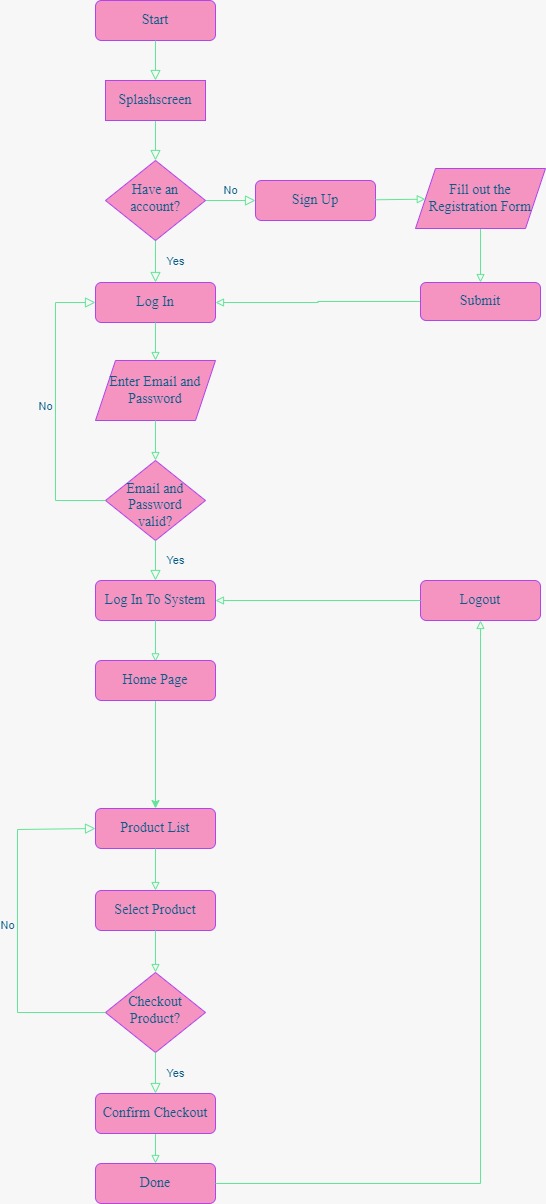 Start
Splashscreen
Have an
account?
No
Sign Up
Fill out the
Registration Form
Yes
Log In
Submit
Enter Email and
Password
No
Email and
Password
valid?
Yes
Log In To System
Logout
Home Page
Product List
Select Product
No
Checkout
Product?
Yes
Confirm Checkout
Done